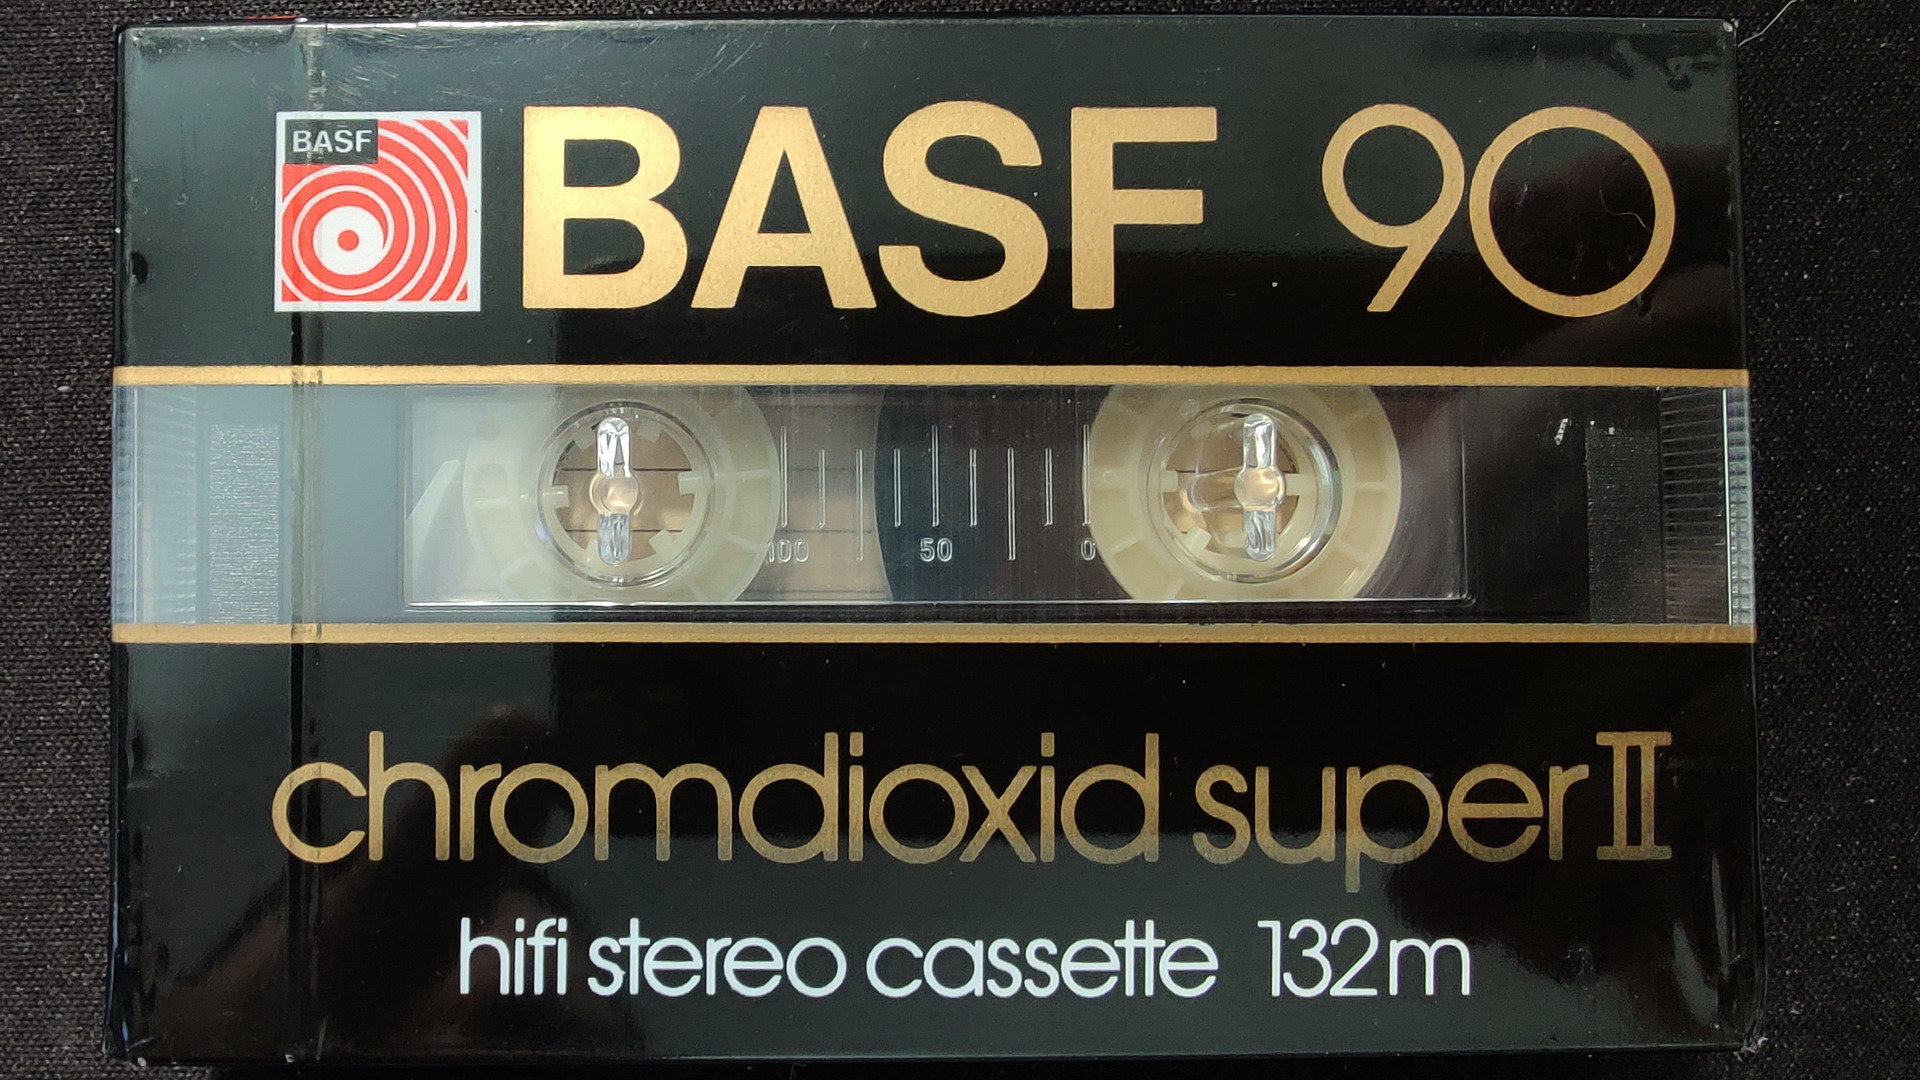 BASF
BASF 90
100 50 0
chromdioxid super II
hifi stereo cassette 132m